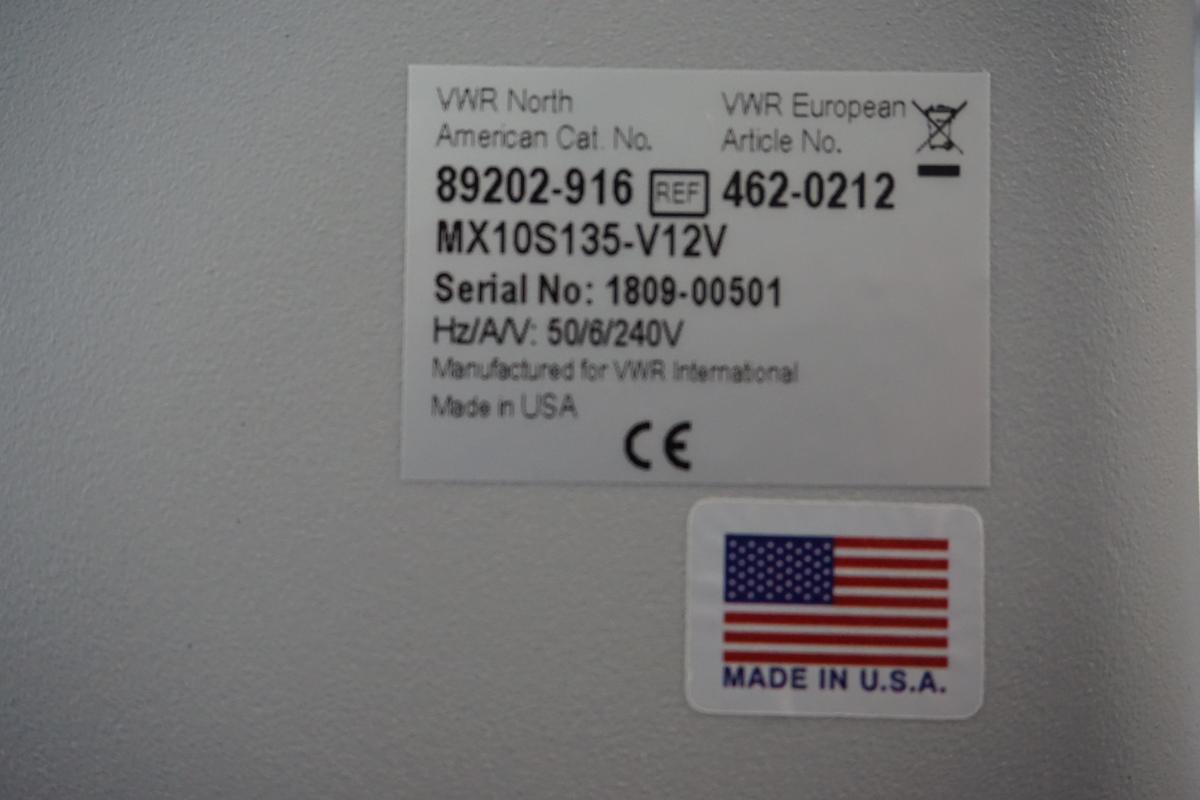 VWR North American Cat. No.
VWR European Article No.
89202-916 REF 462-0212
MX10S135-V12V
Serial No: 1809-00501
Hz/A/V: 50/6/240V
Manufactured for VWR International
Made in USA
CE
MADE IN U.S.A.